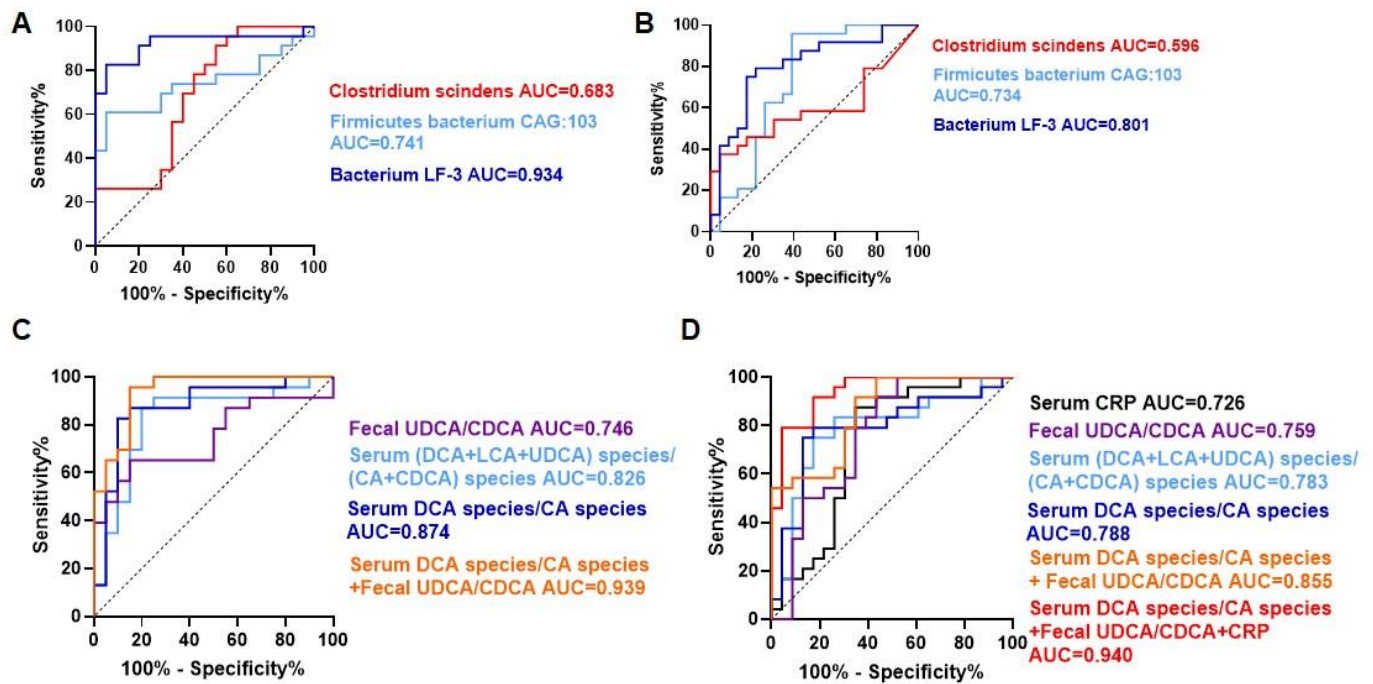 A
100
80
60
40
20
0
Sensitivity%
0 20 40 60 80 100
100% - Specificity%
Clostridium scindens AUC=0.683
Firmicutes bacterium CAG:103
AUC=0.741
Bacterium LF-3 AUC=0.934
B
100
80
60
40
20
0
Sensitivity%
0 20 40 60 80 100
100% - Specificity%
Clostridium scindens AUC=0.596
Firmicutes bacterium CAG:103
AUC=0.734
Bacterium LF-3 AUC=0.801
C
100
80
60
40
20
0
Sensitivity%
0 20 40 60 80 100
100% - Specificity%
Fecal UDCA/CDCA AUC=0.746
Serum (DCA+LCA+UDCA) species/
(CA+CDCA) species AUC=0.826
Serum DCA species/CA species
AUC=0.874
Serum DCA species/CA species
+Fecal UDCA/CDCA AUC=0.939
D
100
80
60
40
20
0
Sensitivity%
0 20 40 60 80 100
100% - Specificity%
Serum CRP AUC=0.726
Fecal UDCA/CDCA AUC=0.759
Serum (DCA+LCA+UDCA) species/
(CA+CDCA) species AUC=0.783
Serum DCA species/CA species
AUC=0.788
Serum DCA species/CA species
+ Fecal UDCA/CDCA AUC=0.855
Serum DCA species/CA species
+Fecal UDCA/CDCA+CRP
AUC=0.940